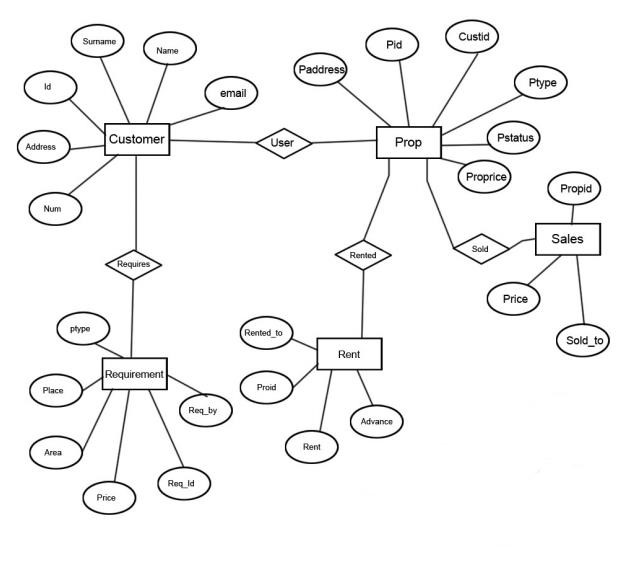 Surname
Name
Id
email
Address
Customer
Num
User
Paddress
Pid
Custid
Ptype
Pstatus
Prop
Proprice
Propid
Sales
Sold
Price
Sold_to
Requires
Rented
ptype
Place
Requirement
Req_by
Area
Price
Req_Id
Rented_to
Rent
Proid
Advance
Rent